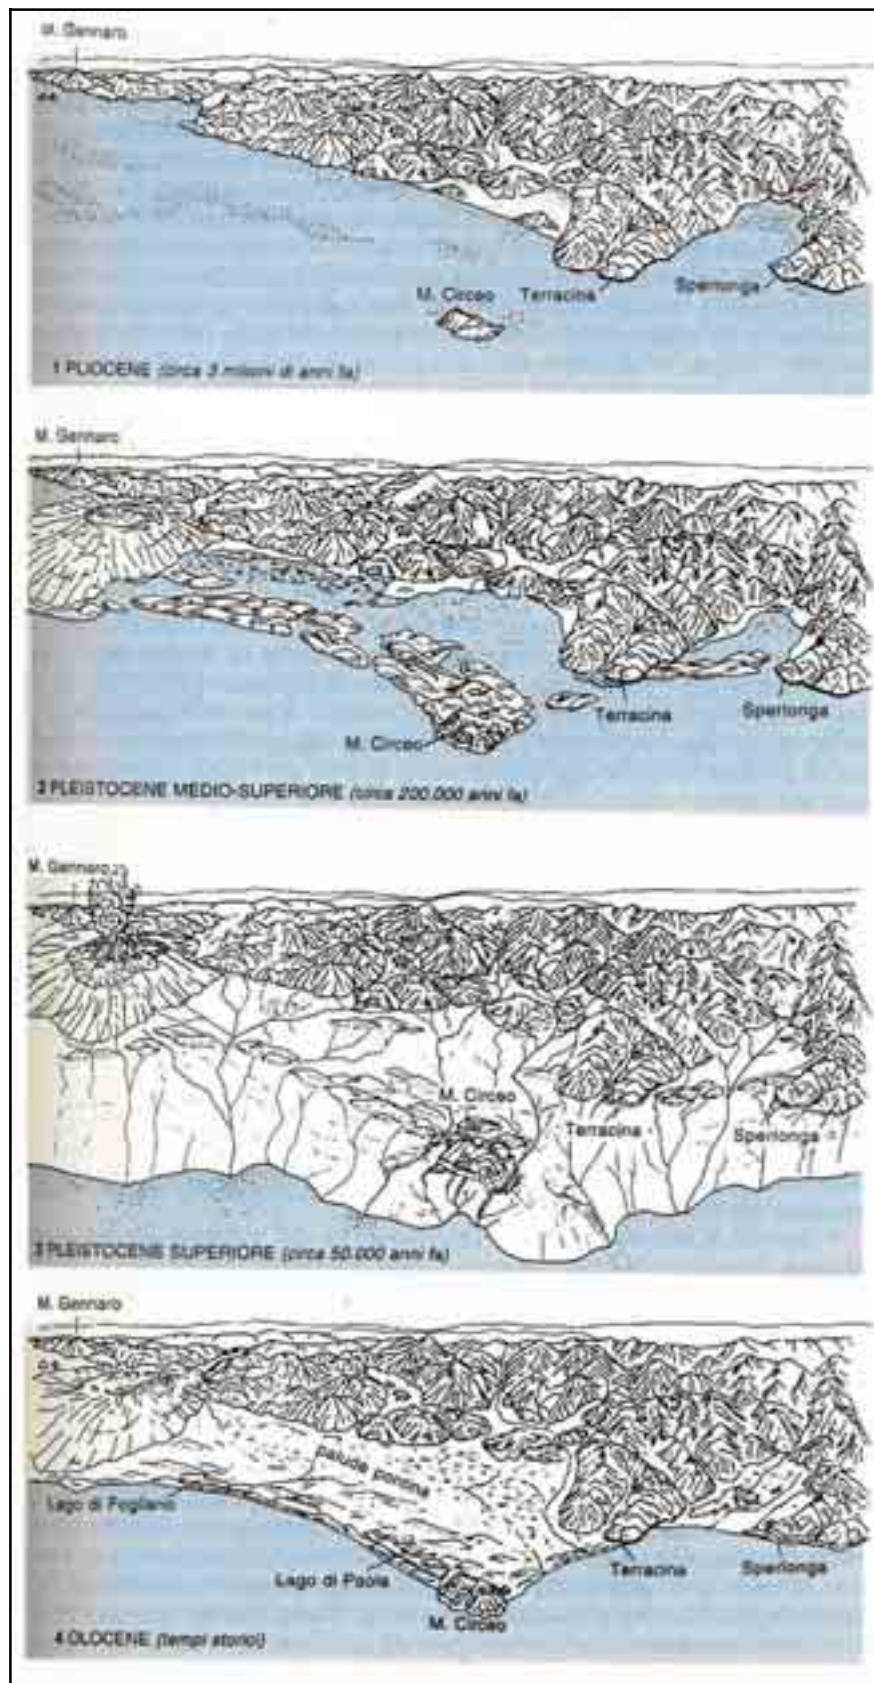 M. Gennaro
M. Circeo
Terracina
Sperlonga
1 PLIOCENE (circa 3 milioni di anni fa)
M. Gennaro
Terracina
Sperlonga
M. Circeo
2 PLEISTOCENE MEDIO-SUPERIORE (circa 200.000 anni fa)
M. Gennaro
M. Circeo
Terracina
Sperlonga
3 PLEISTOCENE SUPERIORE (circa 50.000 anni fa)
M. Gennaro
palude pontina
Lago di Fogliano
Lago di Paola
Terracina
Sperlonga
M. Circeo
4 OLOCENE (tempi storici)